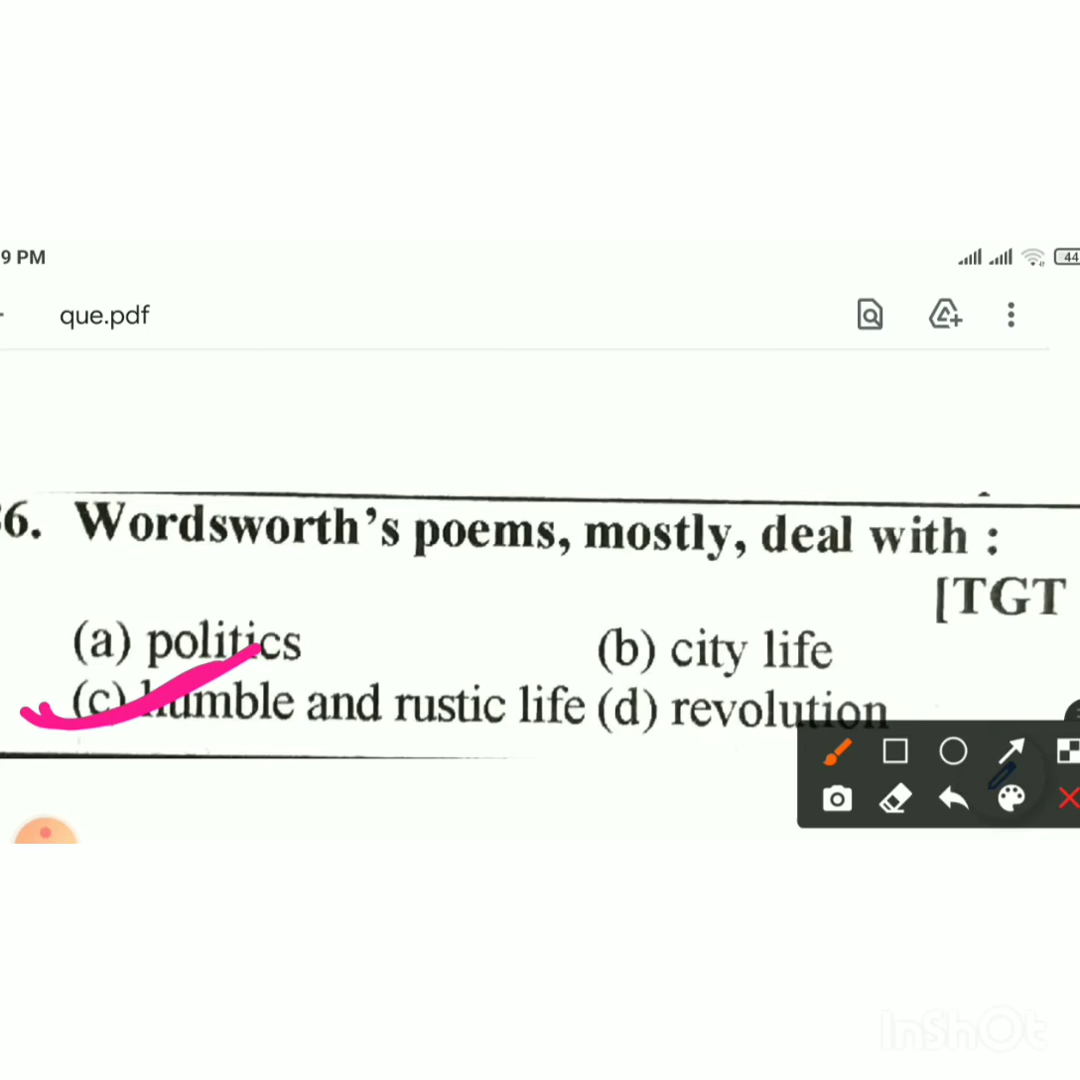 9 PM
44
que.pdf
6. Wordsworth's poems, mostly, deal with :
[TGT
(a) politics (b) city life
(c) humble and rustic life (d) revolution
InShOt